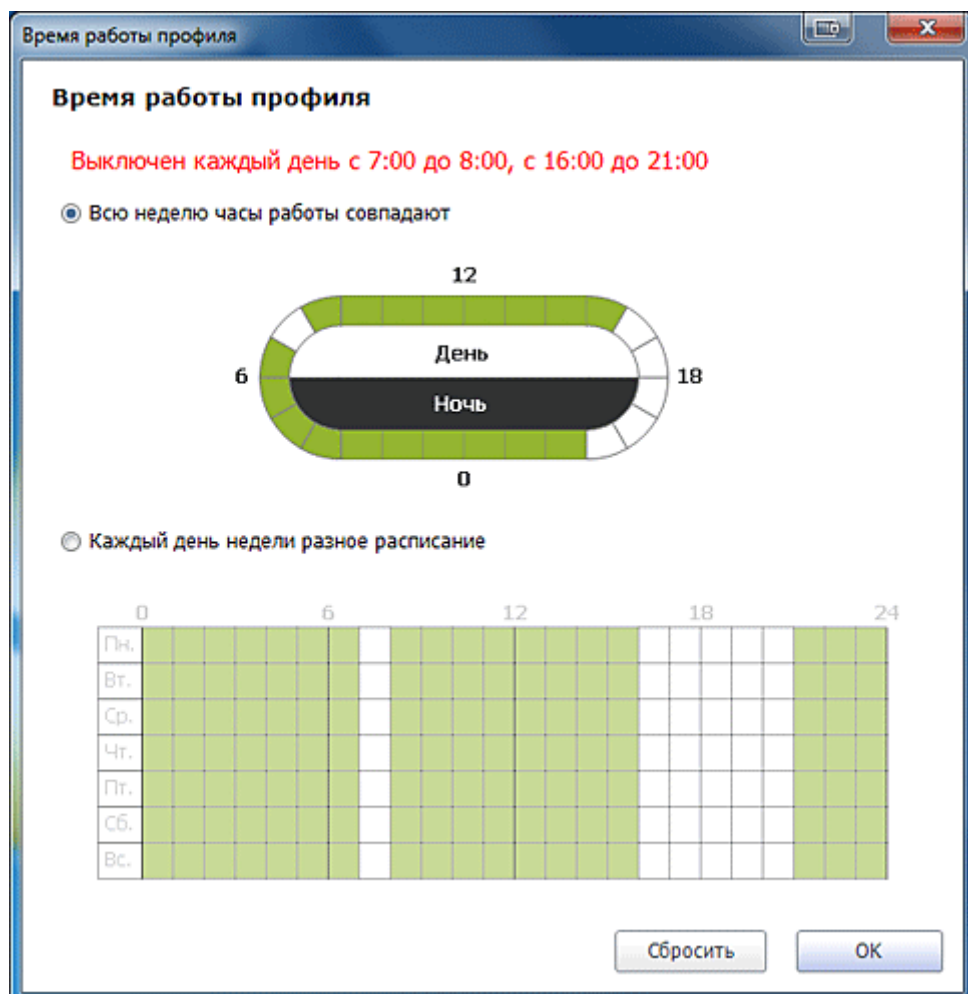 Время работы профиля
Время работы профиля
Выключен каждый день с 7:00 до 8:00, с 16:00 до 21:00
Всю неделю часы работы совпадают
12
День
6
18
Ночь
0
Каждый день недели разное расписание
0 6 12 18 24
Пн.
Вт.
Ср.
Чт.
Пт.
Сб.
Вс.
Сбросить OK